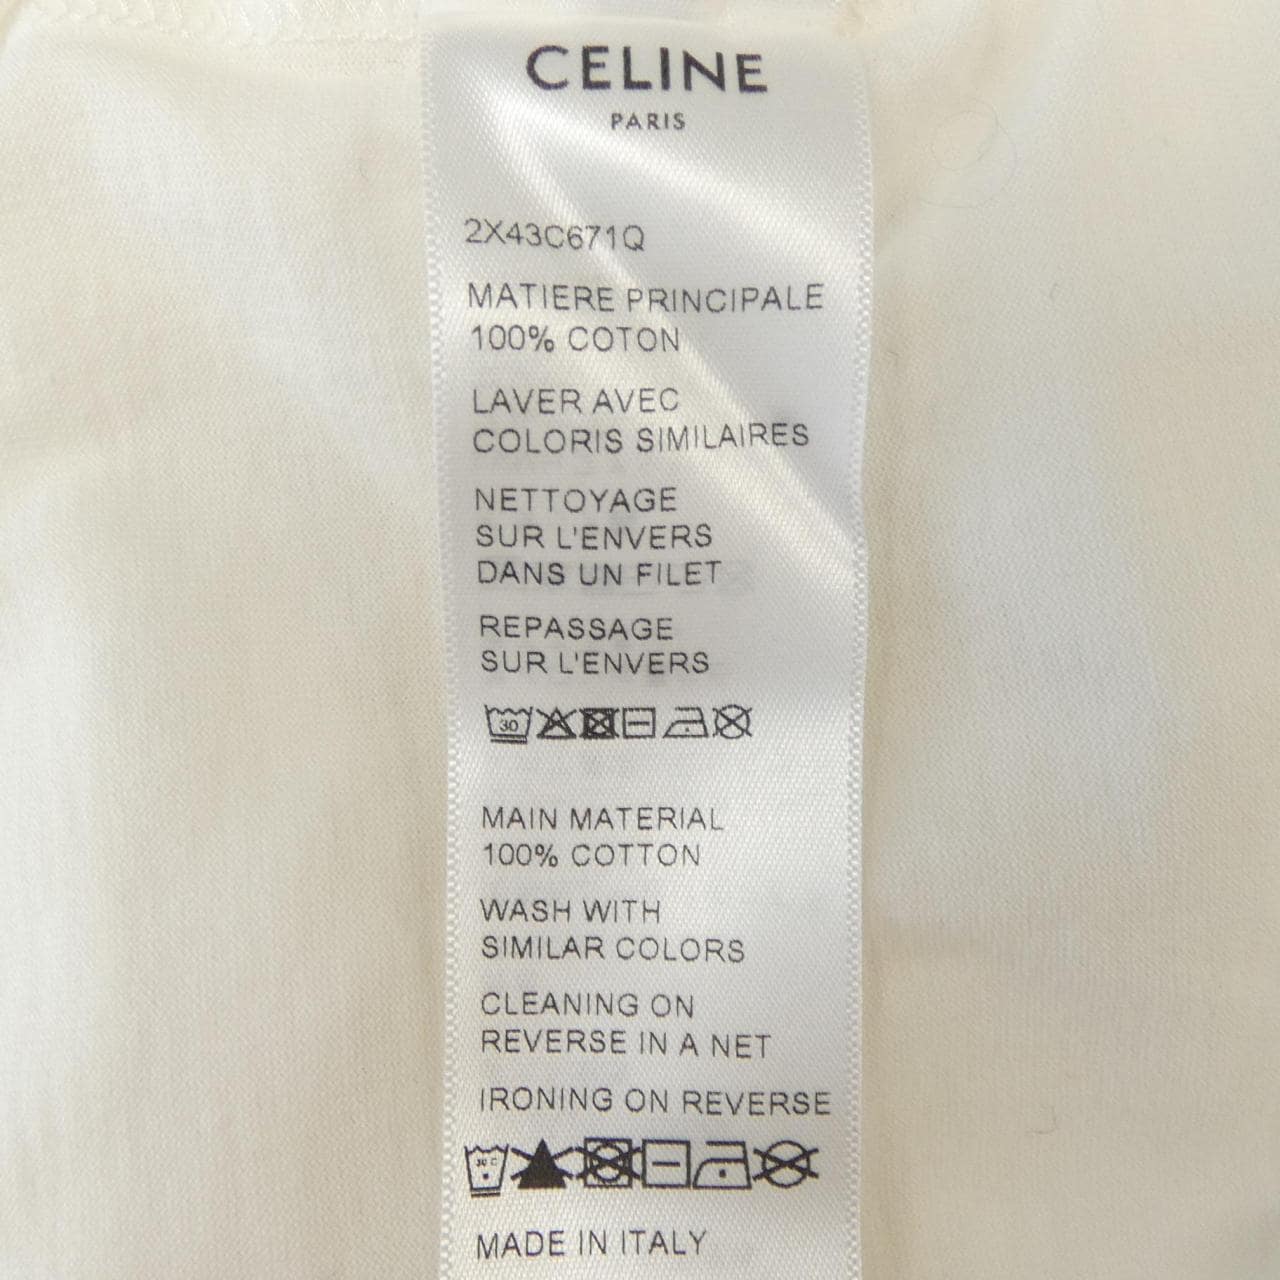 CELINE
PARIS
2X43C671Q
MATIERE PRINCIPALE
100% COTON
LAVER AVEC
COLORIS SIMILAIRES
NETTOYAGE
SUR L'ENVERS
DANS UN FILET
REPASSAGE
SUR L'ENVERS
30
MAIN MATERIAL
100% COTTON
WASH WITH
SIMILAR COLORS
CLEANING ON
REVERSE IN A NET
IRONING ON REVERSE
30 C
MADE IN ITALY